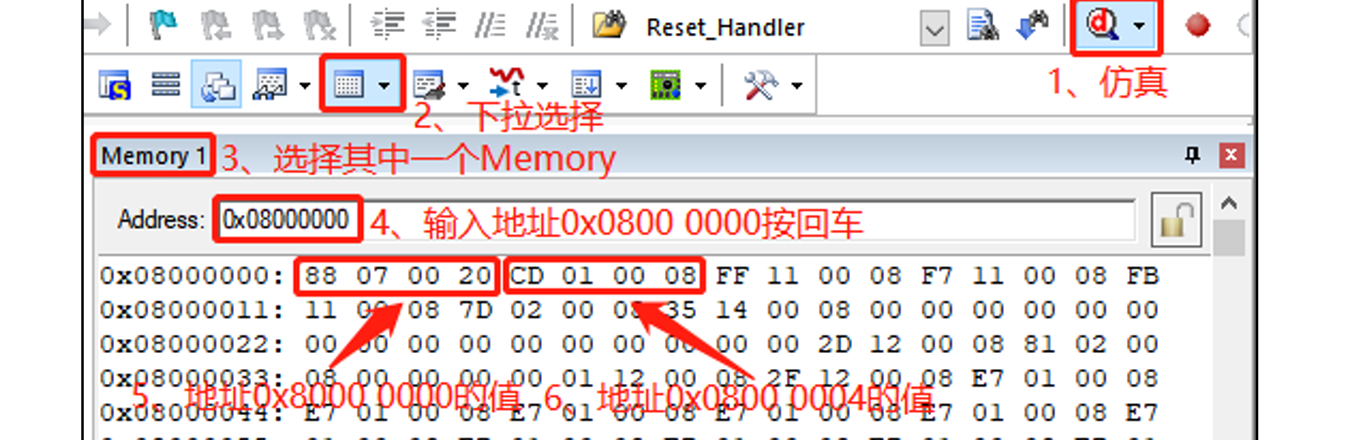 Reset_Handler
1、仿真
2、下拉选择
Memory 1 3、选择其中一个Memory
Address: 0x08000000 4、输入地址0x0800 0000按回车
0x08000000: 88 07 00 20 CD 01 00 08 FF 11 00 08 F7 11 00 08 FB
0x08000011: 11 00 08 7D 02 00 08 35 14 00 08 00 00 00 00 00 00
0x08000022: 00 00 00 00 00 00 00 00 00 00 2D 12 00 08 81 02 00
0x08000033: 08 00 00 00 00 01 12 00 08 2F 12 00 08 E7 01 00 08
5、地址0x8000 0000的值 6、地址0x0800 0004的值
0x08000044: E7 01 00 08 E7 01 00 08 E7 01 00 08 E7 01 00 08 E7